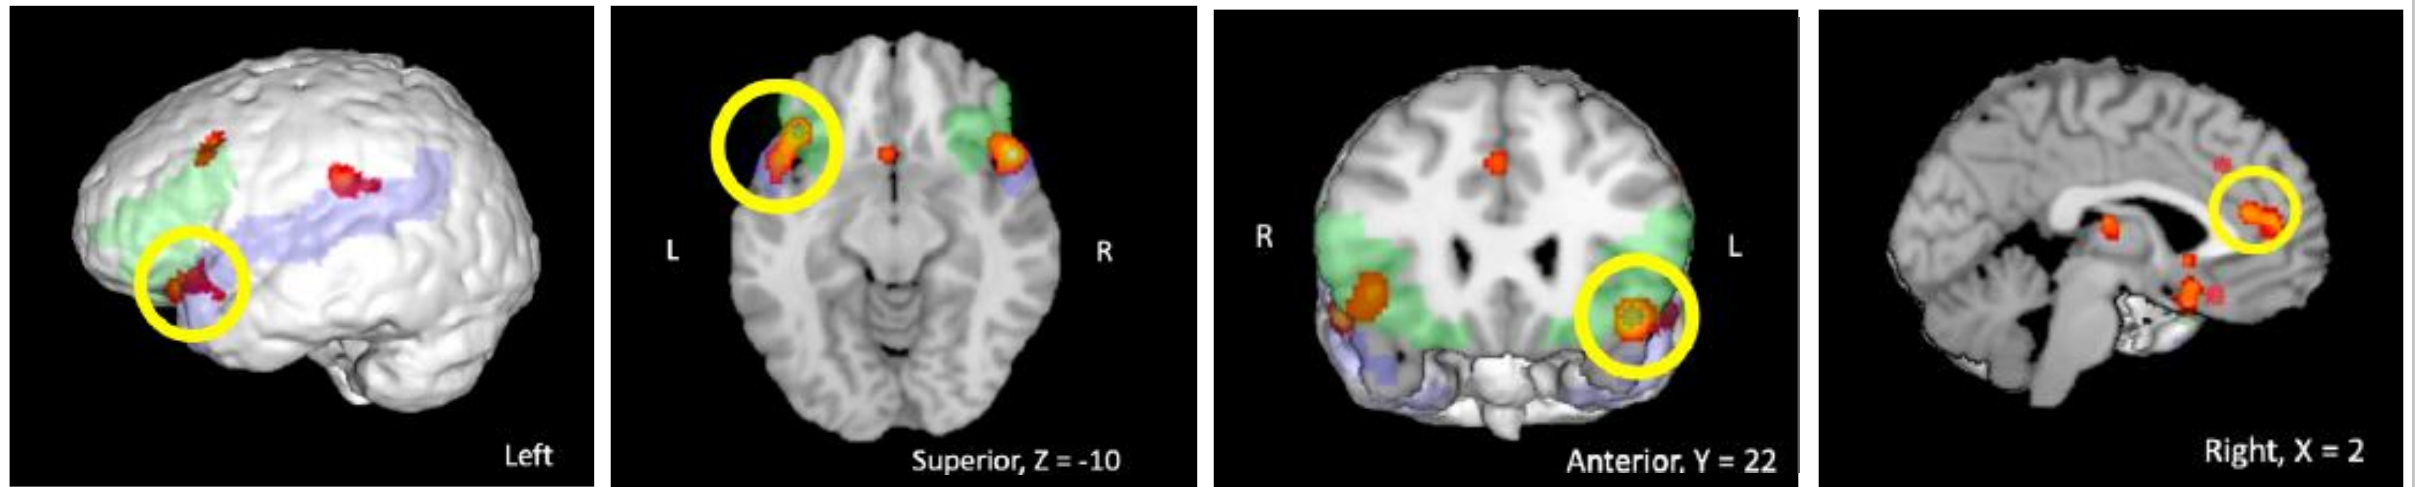 Left
L
R
Superior, Z = -10
R
L
Anterior. Y = 22
Right, X = 2